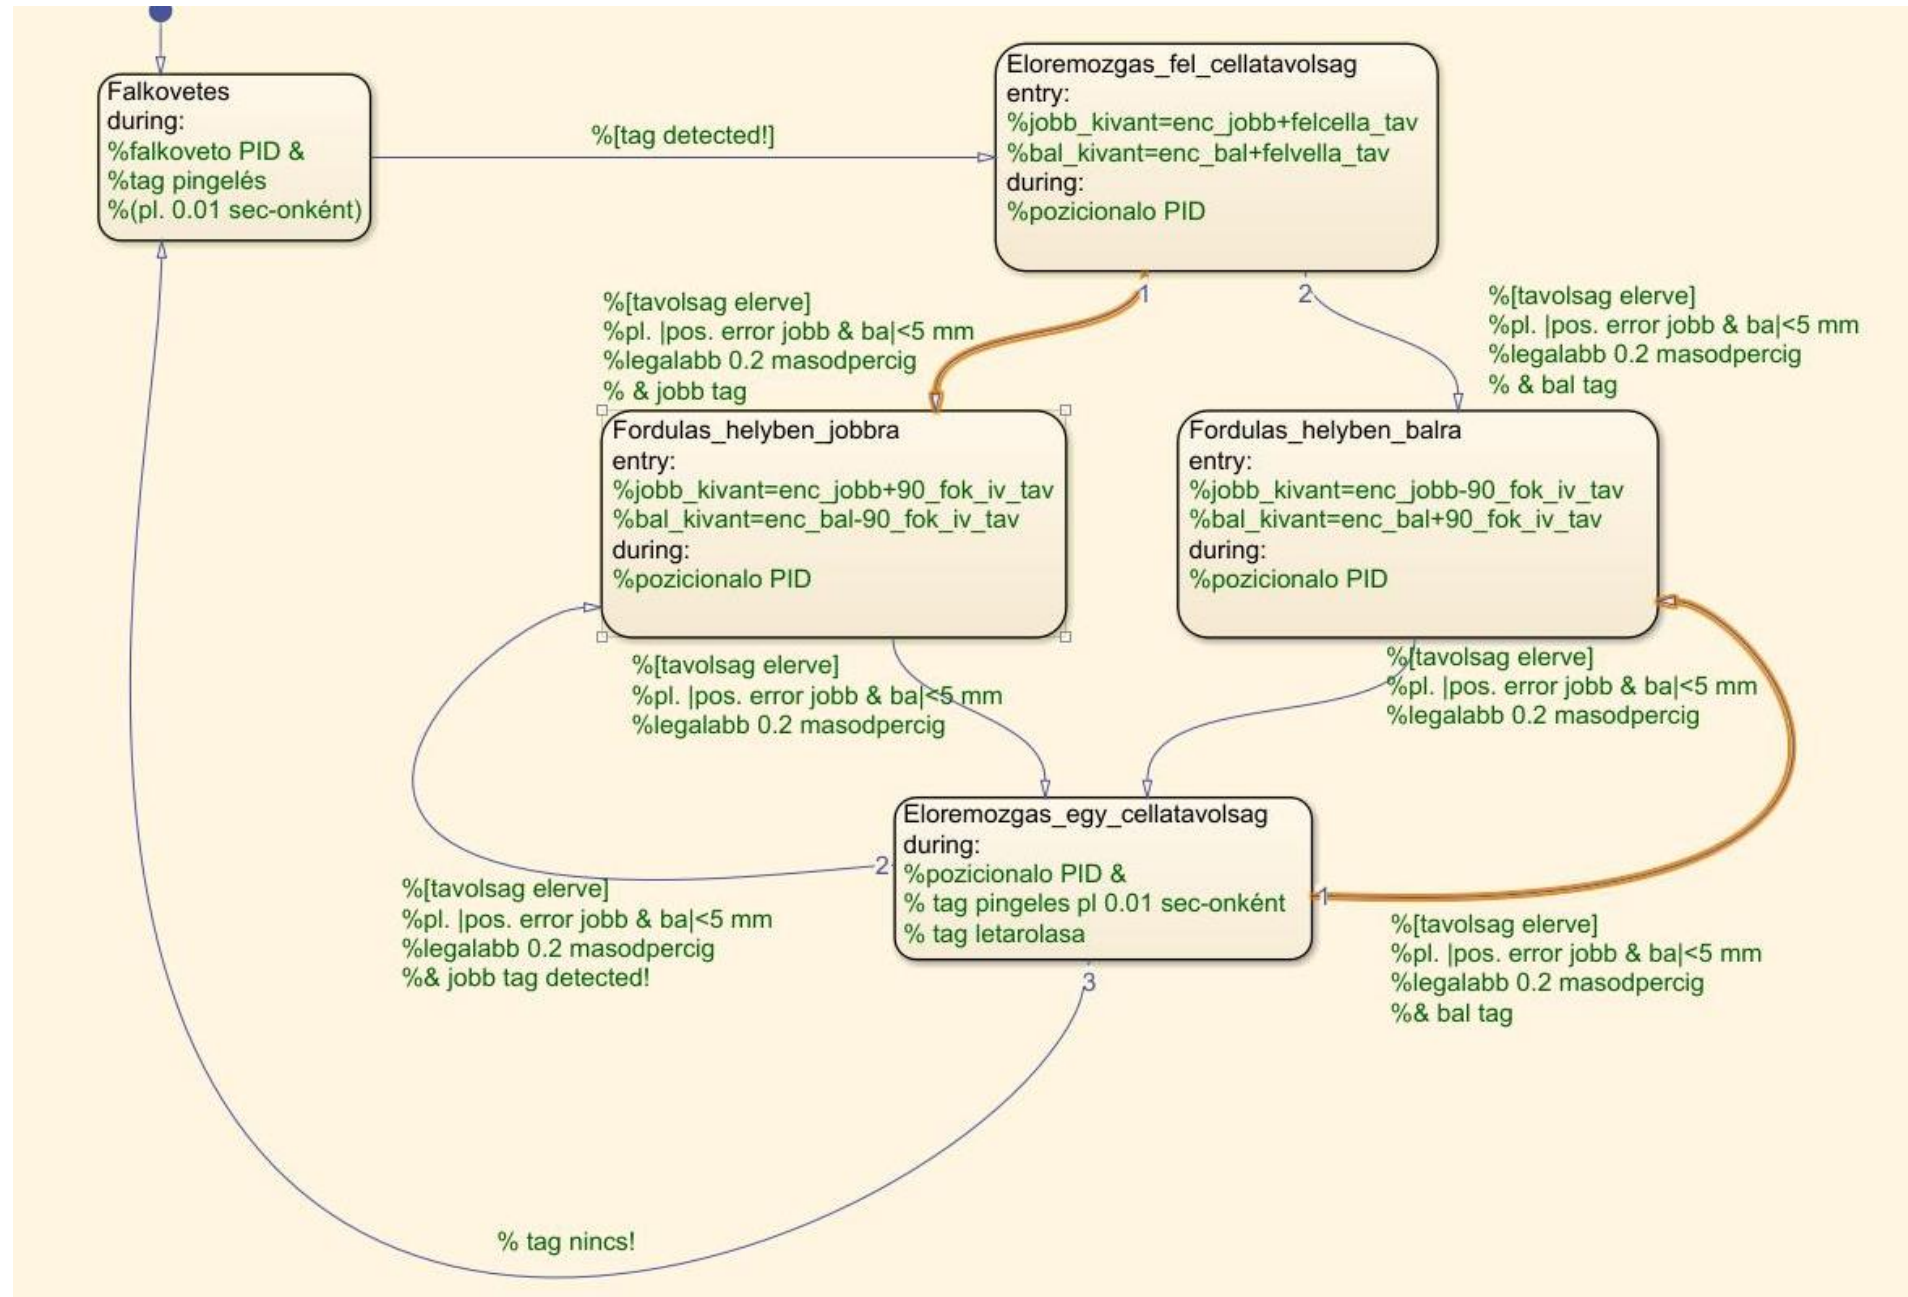 Falkovetes
during:
%falkoveto PID &
%tag pingelés
%(pl. 0.01 sec-onként)
%[tag detected!]
Eloremozgas_fel_cellatavolsag
entry:
%jobb_kivant=enc_jobb+felcella_tav
%bal_kivant=enc_bal+felvella_tav
during:
%pozicionalo PID
1
2
%[tavolsag elerve]
%pl. |pos. error jobb & ba|<5 mm
%legalabb 0.2 masodpercig
% & jobb tag
%[tavolsag elerve]
%pl. |pos. error jobb & ba|<5 mm
%legalabb 0.2 masodpercig
% & bal tag
Fordulas_helyben_jobbra
entry:
%jobb_kivant=enc_jobb+90_fok_iv_tav
%bal_kivant=enc_bal-90_fok_iv_tav
during:
%pozicionalo PID
Fordulas_helyben_balra
entry:
%jobb_kivant=enc_jobb-90_fok_iv_tav
%bal_kivant=enc_bal+90_fok_iv_tav
during:
%pozicionalo PID
%[tavolsag elerve]
%pl. |pos. error jobb & ba|<5 mm
%legalabb 0.2 masodpercig
%[tavolsag elerve]
%pl. |pos. error jobb & ba|<5 mm
%legalabb 0.2 masodpercig
Eloremozgas_egy_cellatavolsag
during:
%pozicionalo PID &
% tag pingeles pl 0.01 sec-onként
% tag letarolasa
2
1
3
%[tavolsag elerve]
%pl. |pos. error jobb & ba|<5 mm
%legalabb 0.2 masodpercig
%& jobb tag detected!
%[tavolsag elerve]
%pl. |pos. error jobb & ba|<5 mm
%legalabb 0.2 masodpercig
%& bal tag
% tag nincs!